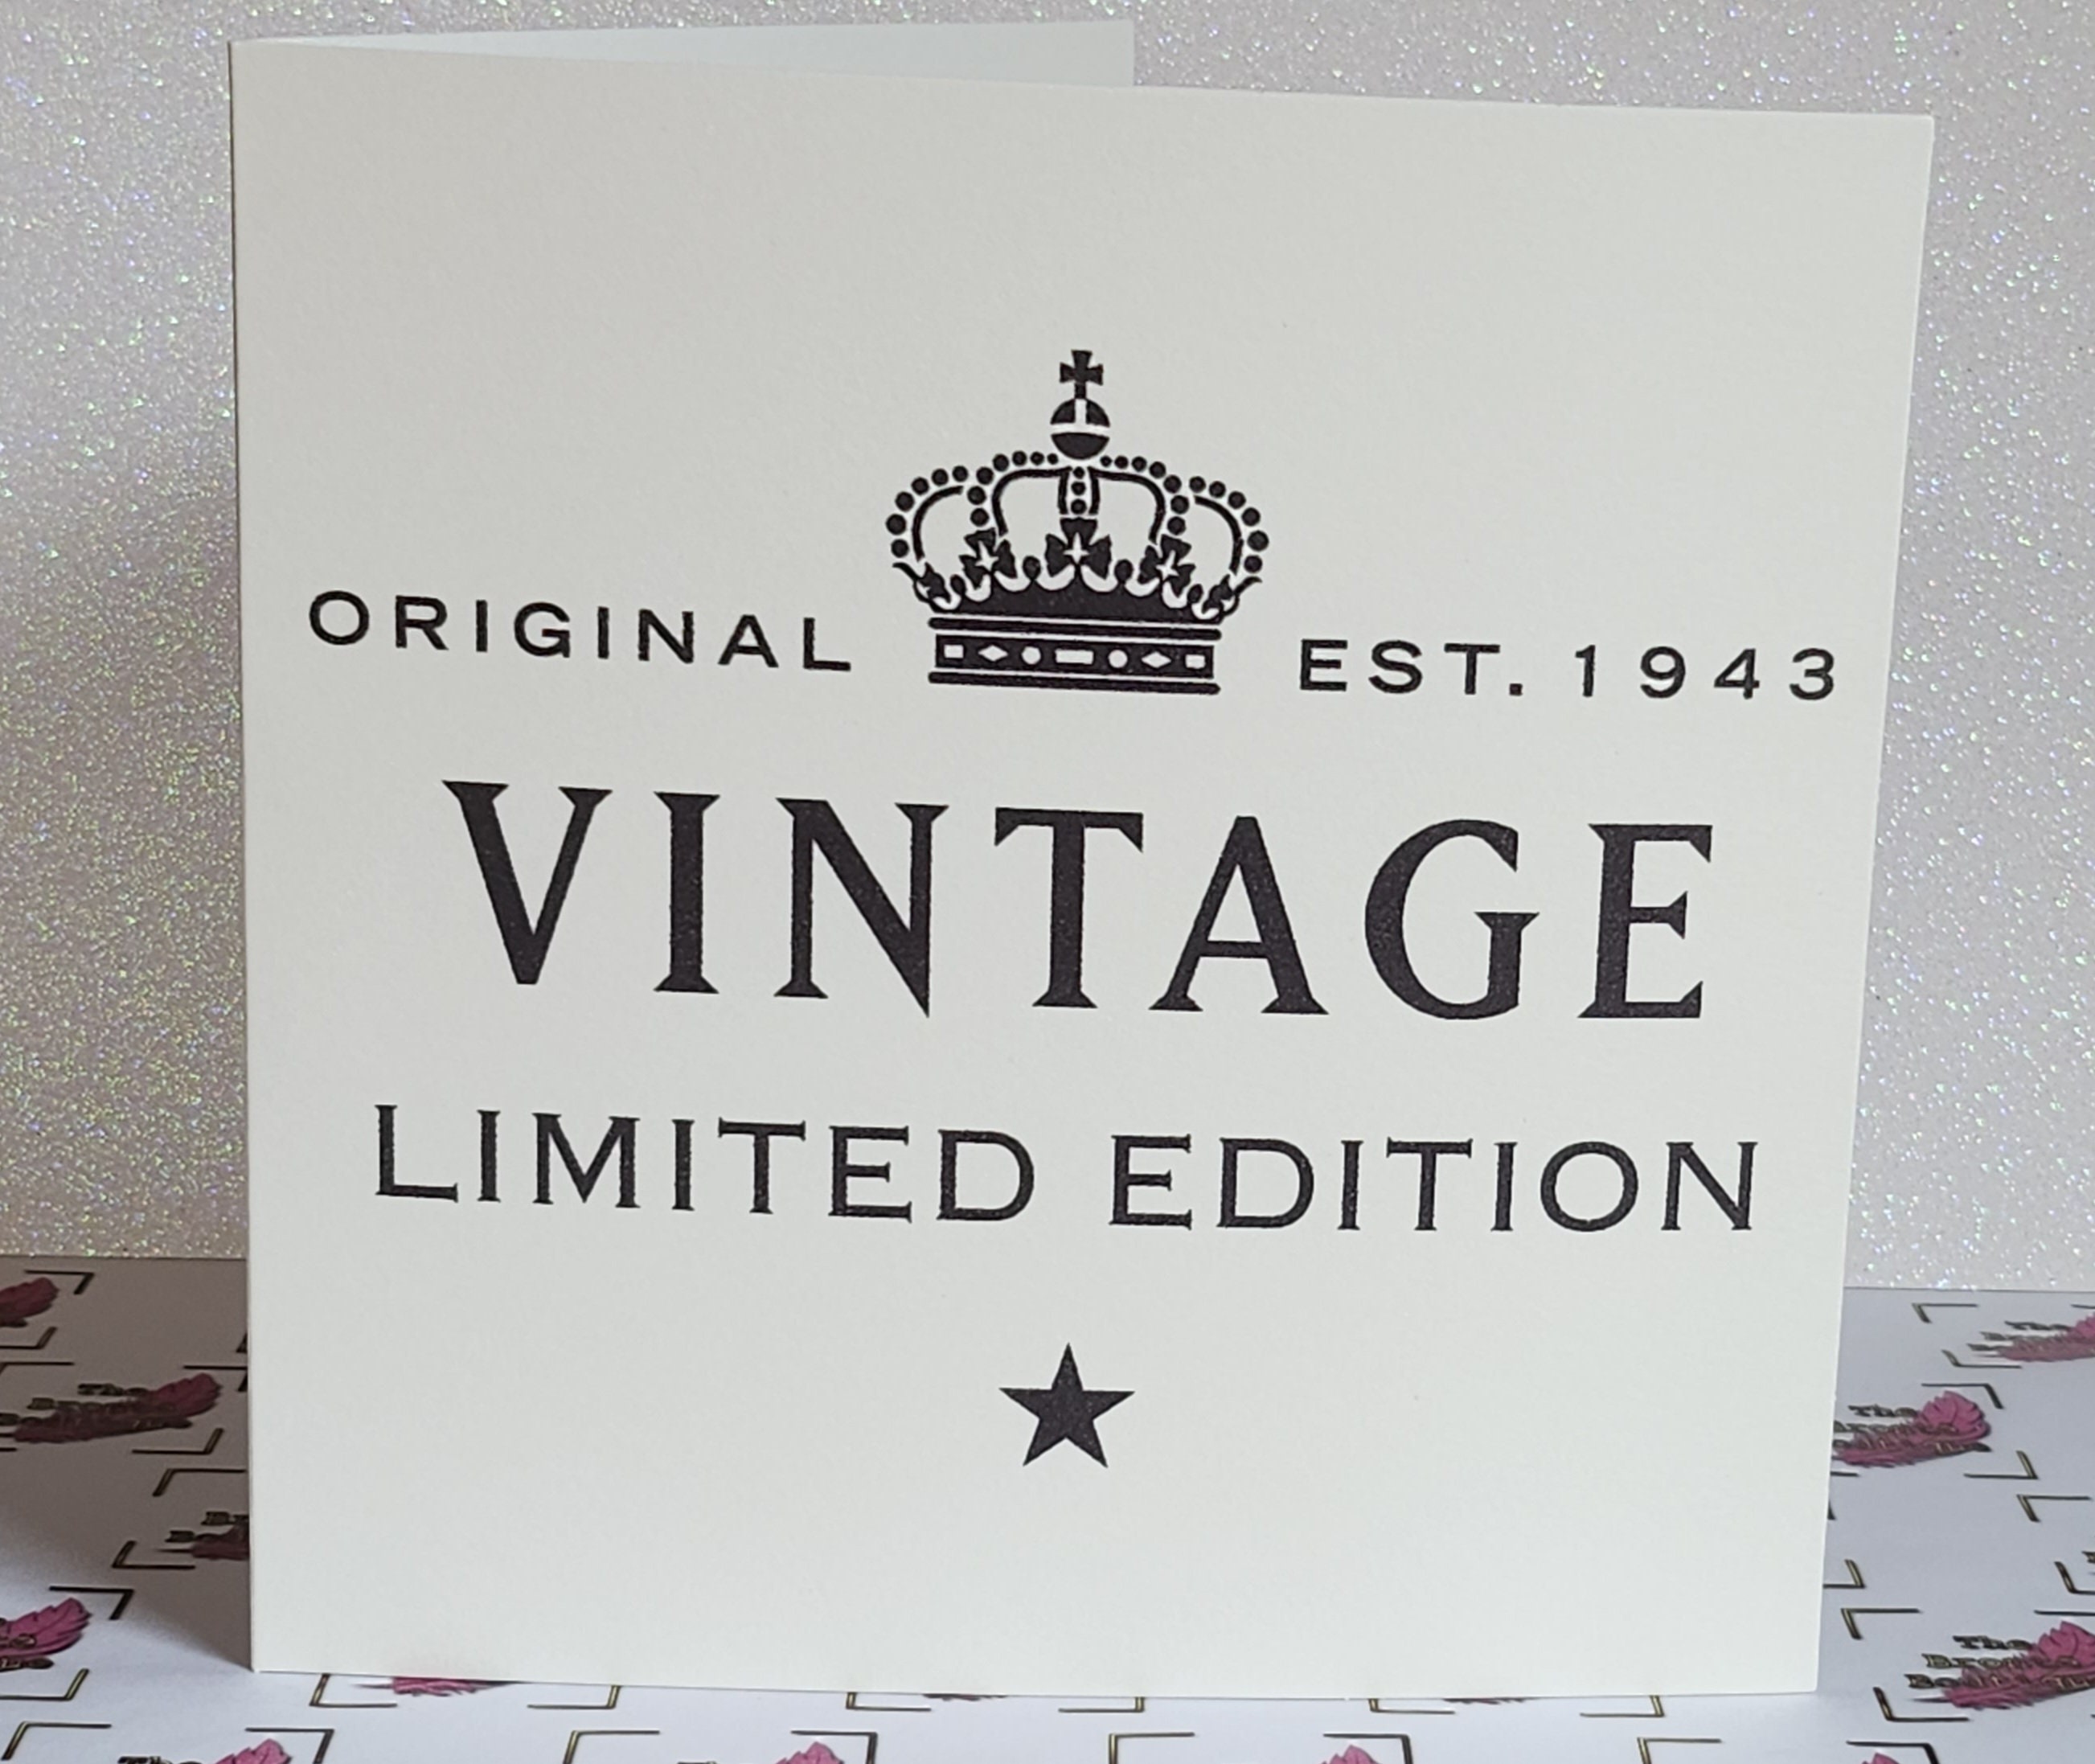 ORIGINAL EST. 1943
VINTAGE
LIMITED EDITION